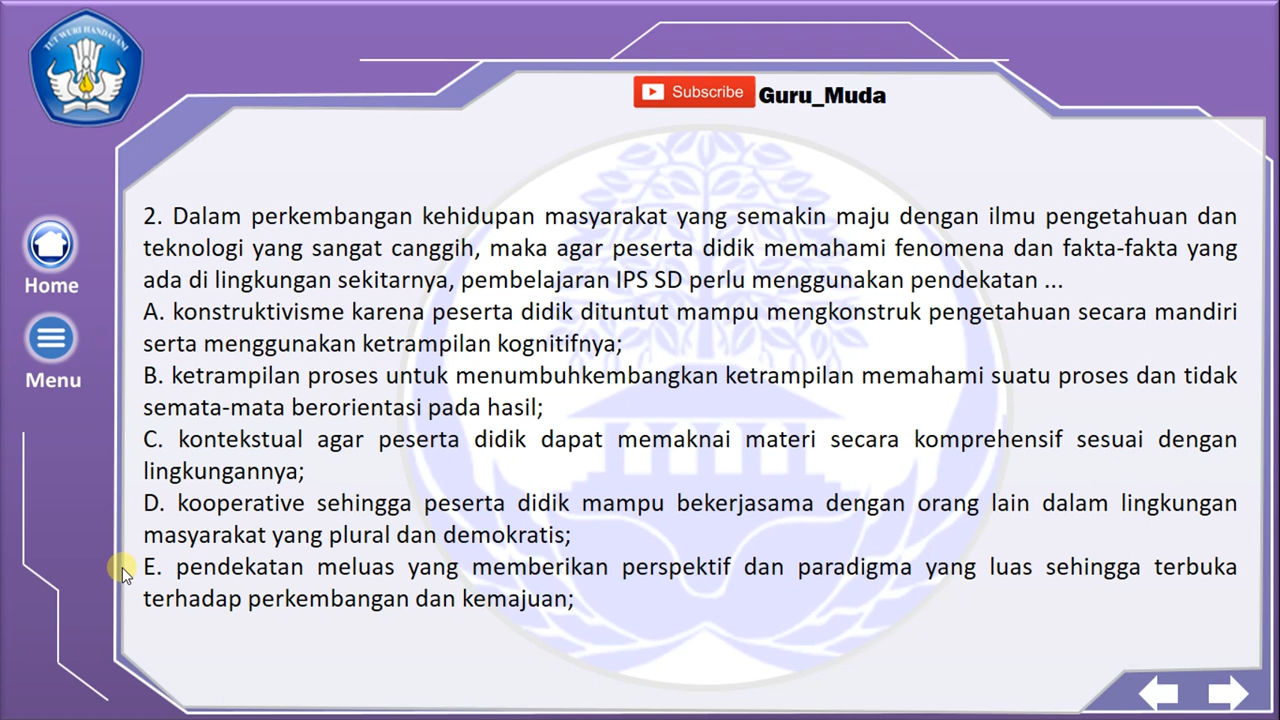 TUT WURI HANDAYANI
Subscribe Guru_Muda
2. Dalam perkembangan kehidupan masyarakat yang semakin maju dengan ilmu pengetahuan dan
teknologi yang sangat canggih, maka agar peserta didik memahami fenomena dan fakta-fakta yang
ada di lingkungan sekitarnya, pembelajaran IPS SD perlu menggunakan pendekatan ...
A. konstruktivisme karena peserta didik dituntut mampu mengkonstruk pengetahuan secara mandiri
serta menggunakan ketrampilan kognitifnya;
B. ketrampilan proses untuk menumbuhkembangkan ketrampilan memahami suatu proses dan tidak
semata-mata berorientasi pada hasil;
C. kontekstual agar peserta didik dapat memaknai materi secara komprehensif sesuai dengan
lingkungannya;
D. kooperative sehingga peserta didik mampu bekerjasama dengan orang lain dalam lingkungan
masyarakat yang plural dan demokratis;
E. pendekatan meluas yang memberikan perspektif dan paradigma yang luas sehingga terbuka
terhadap perkembangan dan kemajuan;
Home
Menu